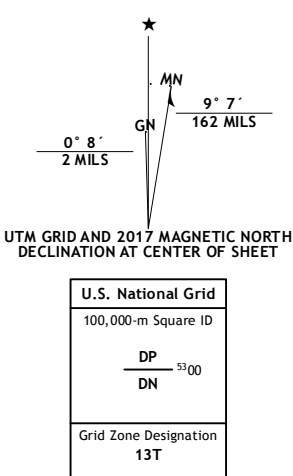 ★
MN
GN
9° 7´
162 MILS
0° 8´
2 MILS
UTM GRID AND 2017 MAGNETIC NORTH
DECLINATION AT CENTER OF SHEET
U.S. National Grid
100,000-m Square ID
DP
5300
DN
Grid Zone Designation
13T